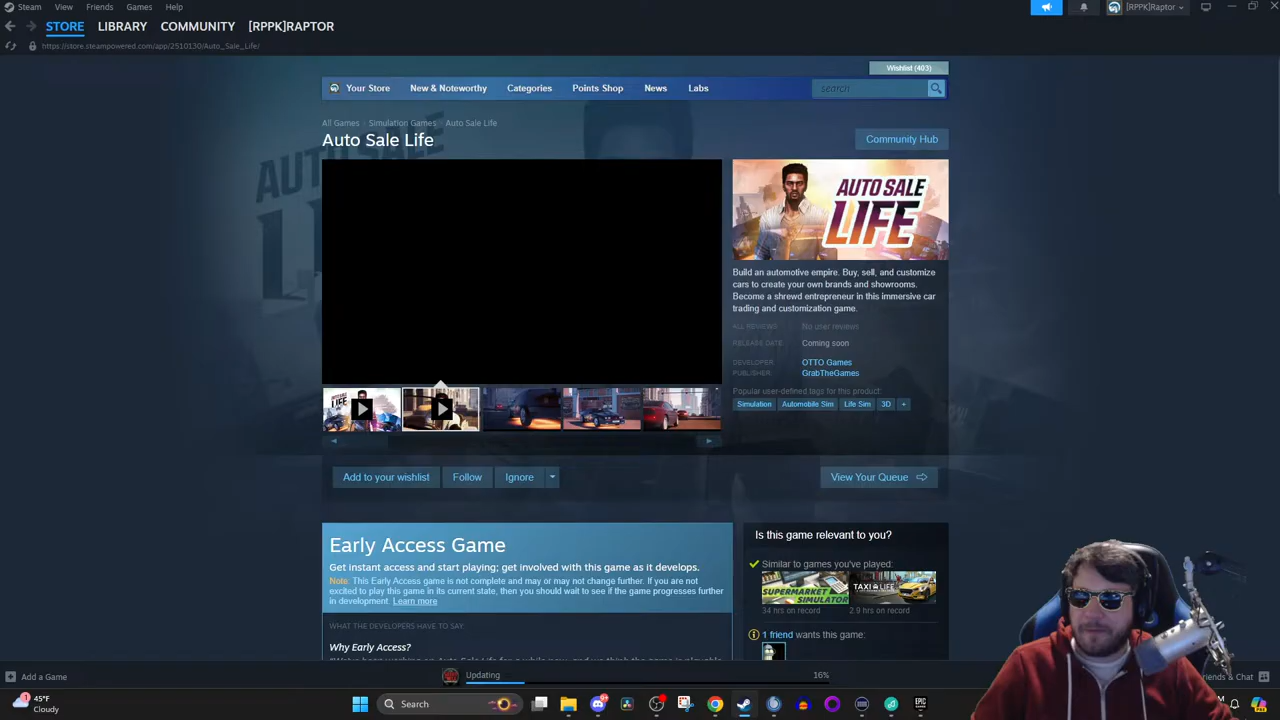 Steam View Friends Games Help
[RPPK]Raptor
STORE LIBRARY COMMUNITY [RPPK]RAPTOR
https://store.steampowered.com/app/2510130/Auto_Sale_Life/
Wishlist (403)
Your Store New & Noteworthy Categories Points Shop News Labs
search
All Games Simulation Games Auto Sale Life
Auto Sale Life
Community Hub
AUTO SALE
LIFE
Build an automotive empire. Buy, sell, and customize
cars to create your own brands and showrooms.
Become a shrewd entrepreneur in this immersive car
trading and customization game.
ALL REVIEWS: No user reviews
RELEASE DATE: Coming soon
DEVELOPER: OTTO Games
PUBLISHER: GrabTheGames
Popular user-defined tags for this product:
Simulation Automobile Sim Life Sim 3D +
Add to your wishlist Follow Ignore
View Your Queue
Early Access Game
Get instant access and start playing; get involved with this game as it develops.
Note: This Early Access game is not complete and may or may not change further. If you are not
excited to play this game in its current state, then you should wait to see if the game progresses further
in development. Learn more
WHAT THE DEVELOPERS HAVE TO SAY:
Why Early Access?
Is this game relevant to you?
Similar to games you've played:
SUPERMARKET
SIMULATOR
TAXI LIFE
34 hrs on record 2.9 hrs on record
1 friend wants this game:
Add a Game
Updating
16%
Friends & Chat
45°F
Cloudy
Search